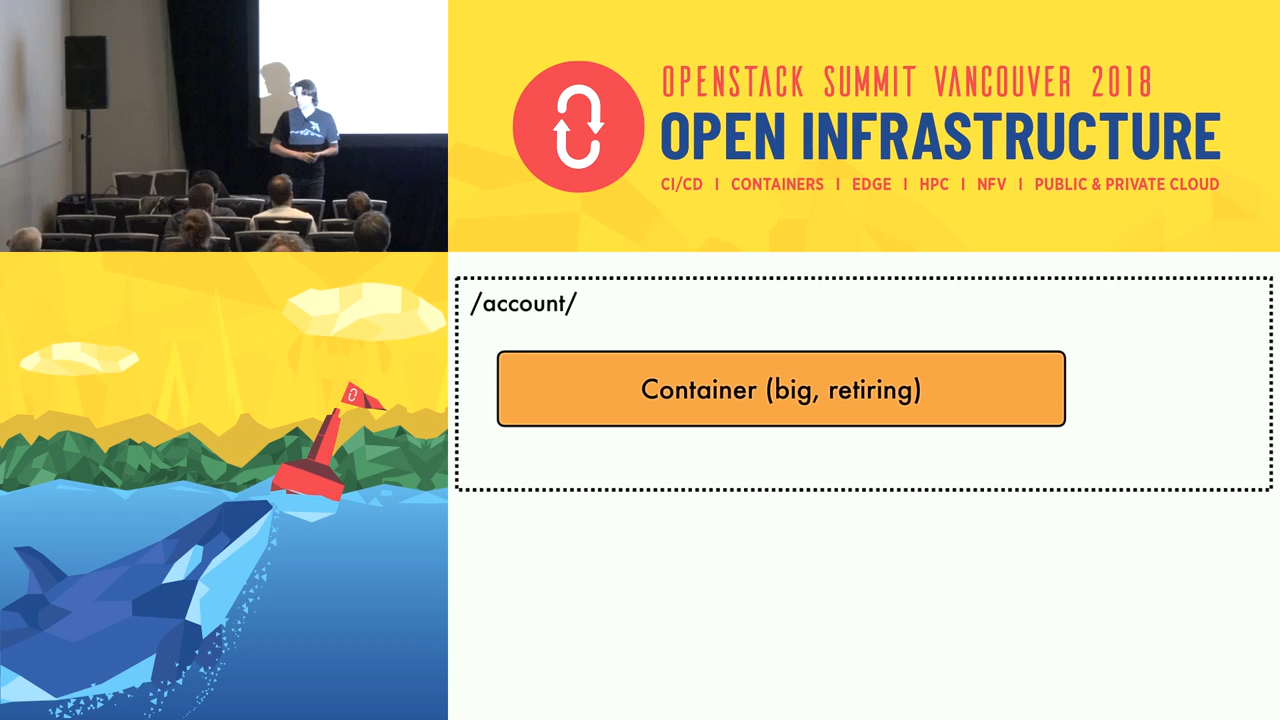 OPENSTACK SUMMIT VANCOUVER 2018
OPEN INFRASTRUCTURE
CI/CD | CONTAINERS | EDGE | HPC | NFV | PUBLIC & PRIVATE CLOUD
/account/
Container (big, retiring)